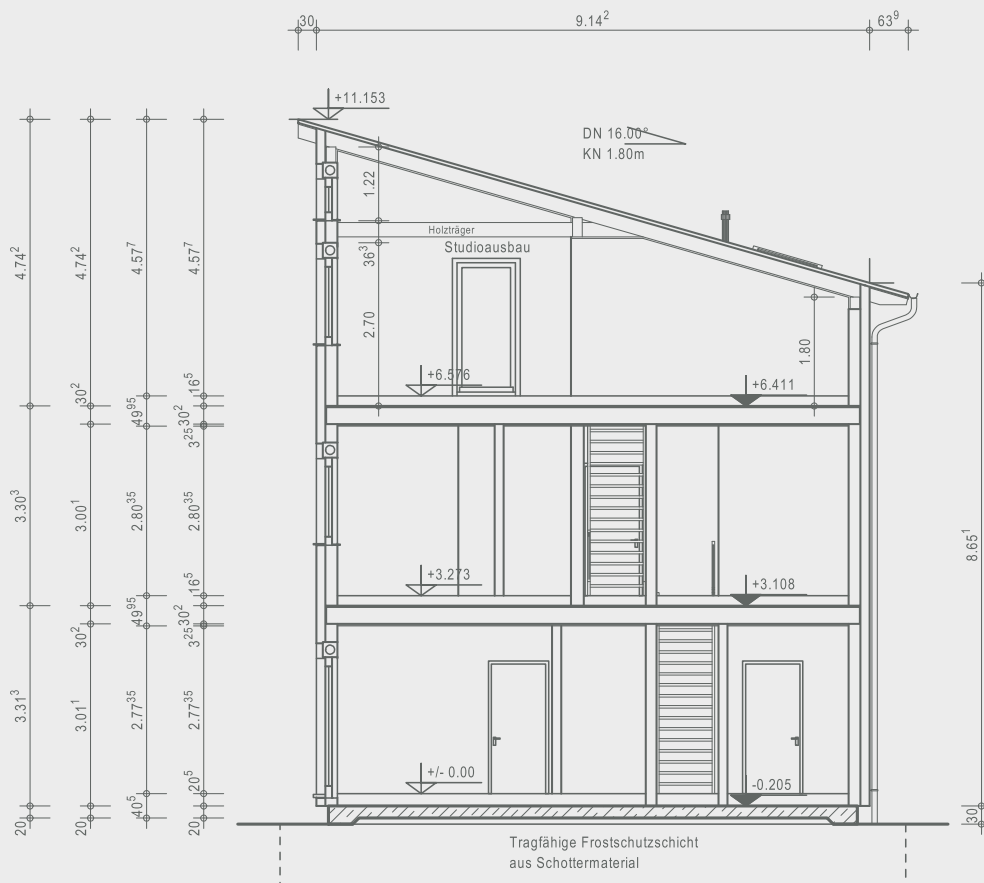 30 9.14² 63⁹
+11.153
DN 16.00°
KN 1.80m
1.22
Holzträger
Studioausbau
36³
4.74² 4.74² 4.57⁷ 4.57⁷
2.70
1.80
+6.576
+6.411
30² 49⁹⁵ 16⁵ 30² 3²⁵
3.30³ 3.00¹ 2.80³⁵ 2.80³⁵
8.65¹
+3.273
+3.108
30² 49⁹⁵ 16⁵ 30² 3²⁵
3.31³ 3.01¹ 2.77³⁵ 2.77³⁵
+/- 0.00
-0.205
20 20 40⁵ 20⁵ 20
30
Tragfähige Frostschutzschicht
aus Schottermaterial